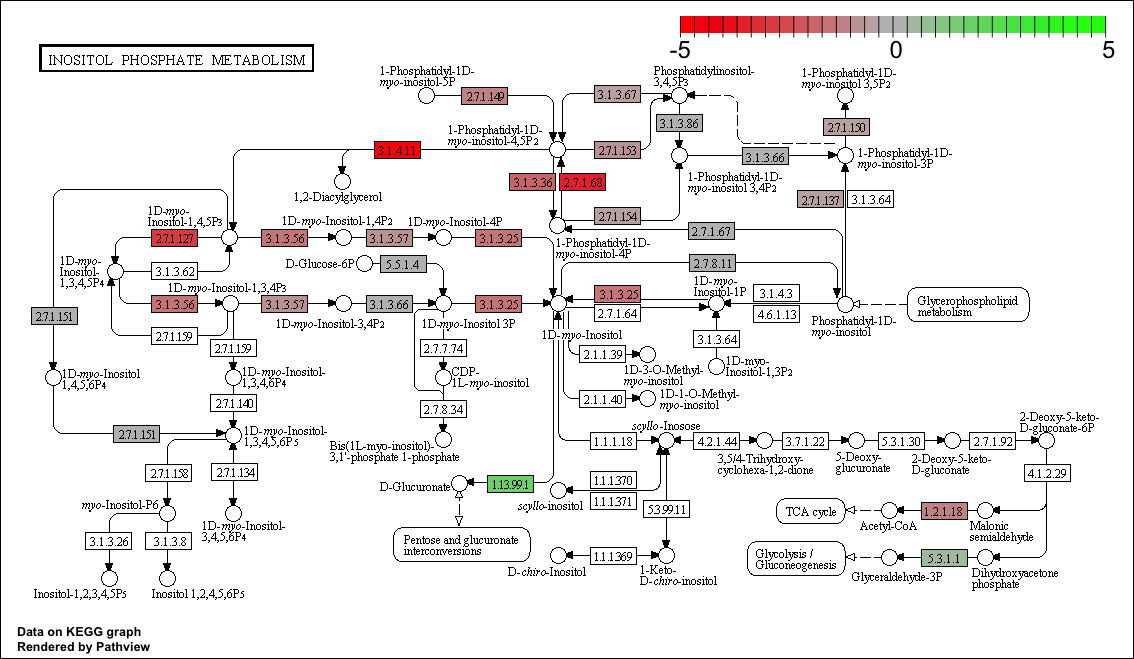 INOSITOL PHOSPHATE METABOLISM
-5
0
5
1-Phosphatidyl-1D-
myo-inositol-5P
2.7.1.149
3.1.3.67
Phosphatidylinositol-
3,4,5P3
1-Phosphatidyl-1D-
myo-inositol 3,5P2
3.1.3.86
2.7.1.150
1-Phosphatidyl-1D-
myo-inositol-4,5P2
3.1.4.11
2.7.1.153
3.1.3.66
1-Phosphatidyl-1D-
myo-inositol-3P
1,2-Diacylglycerol
3.1.3.36
2.7.1.68
1-Phosphatidyl-1D-
myo-inositol 3,4P2
2.7.1.137
3.1.3.64
2.7.1.154
1D-myo-
Inositol-1,4,5P3
1D-myo-Inositol-1,4P2
1D-myo-Inositol-4P
2.7.1.127
3.1.3.56
3.1.3.57
3.1.3.25
2.7.1.67
1-Phosphatidyl-1D-
myo-inositol-4P
1D-myo-
Inositol-
1,3,4,5P4
3.1.3.62
D-Glucose-6P
5.5.1.4
2.7.8.11
1D-myo-Inositol-1,3,4P3
1D-myo-
Inositol-1P
3.1.3.56
3.1.3.57
3.1.3.66
3.1.3.25
3.1.3.25
3.1.4.3
2.7.1.64
4.6.1.13
Glycerophospholipid
metabolism
2.7.1.151
1D-myo-Inositol-3,4P2
1D-myo-Inositol 3P
1D-myo-Inositol
Phosphatidyl-1D-
myo-inositol
2.7.1.159
2.7.1.159
2.7.7.74
3.1.3.64
2.1.1.39
1D-myo-Inositol
1,4,5,6P4
1D-myo-Inositol-
1,3,4,6P4
CDP-
1L-myo-inositol
1D-3-O-Methyl-
myo-inositol
1D-myo-
Inositol-1,3P2
2.7.1.140
2.7.8.34
2.1.1.40
1D-1-O-Methyl-
myo-inositol
2.7.1.151
1D-myo-Inositol-
1,3,4,5,6P5
Bis(1L-myo-inositol)-
3,1'-phosphate 1-phosphate
scyllo-Inosose
2-Deoxy-5-keto-
D-gluconate-6P
1.1.1.18
4.2.1.44
3.7.1.22
5.3.1.30
2.7.1.92
3,5/4-Trihydroxy-
cyclohexa-1,2-dione
5-Deoxy-
glucuronate
2-Deoxy-5-keto-
D-gluconate
2.7.1.158
2.7.1.134
D-Glucuronate
1.13.99.1
1.1.1.370
1.1.1.371
scyllo-inositol
5.3.99.11
4.1.2.29
myo-Inositol-P6
1D-myo-Inositol-
3,4,5,6P4
TCA cycle
Acetyl-CoA
1.2.1.18
Malonic
semialdehyde
3.1.3.26
3.1.3.8
Pentose and glucuronate
interconversions
D-chiro-Inositol
1.1.1.369
1-Keto-
D-chiro-inositol
Glycolysis /
Gluconeogenesis
Glyceraldehyde-3P
5.3.1.1
Dihydroxyacetone
phosphate
Inositol-1,2,3,4,5P5
Inositol 1,2,4,5,6P5
Data on KEGG graph
Rendered by Pathview